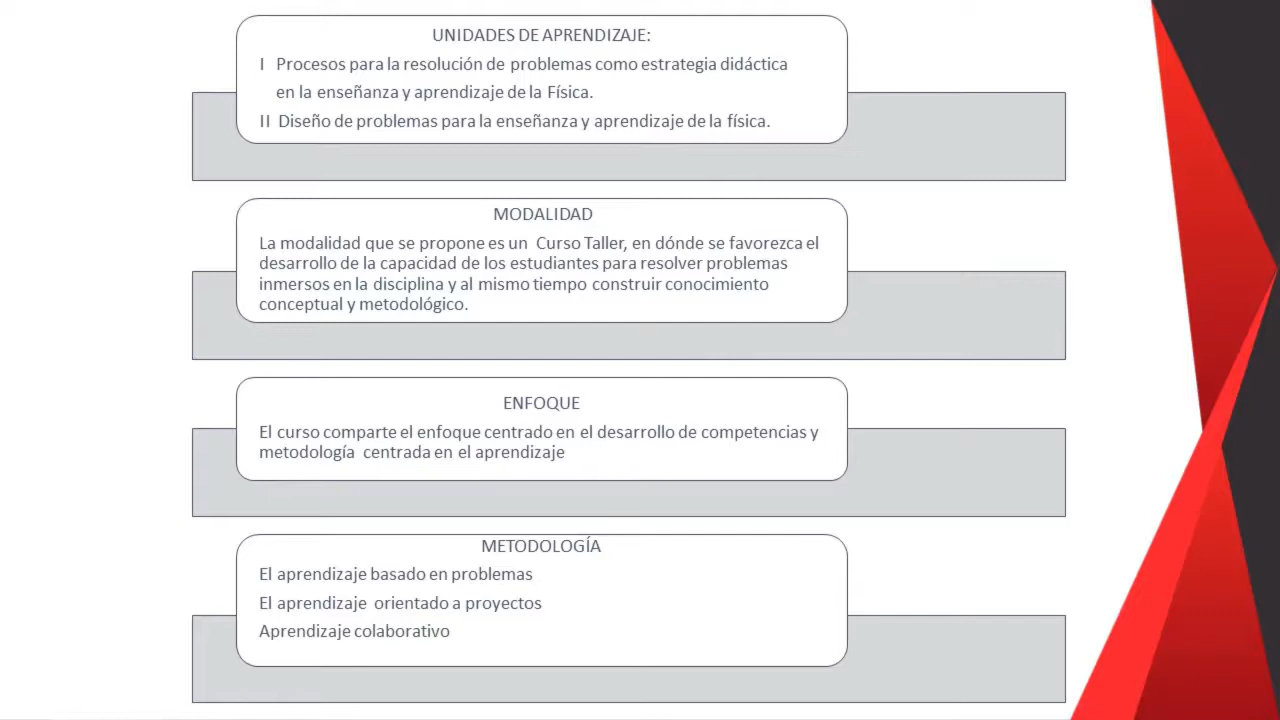 UNIDADES DE APRENDIZAJE:
I Procesos para la resolución de problemas como estrategia didáctica
en la enseñanza y aprendizaje de la Física.
II Diseño de problemas para la enseñanza y aprendizaje de la física.
MODALIDAD
La modalidad que se propone es un Curso Taller, en dónde se favorezca el
desarrollo de la capacidad de los estudiantes para resolver problemas
inmersos en la disciplina y al mismo tiempo construir conocimiento
conceptual y metodológico.
ENFOQUE
El curso comparte el enfoque centrado en el desarrollo de competencias y
metodología centrada en el aprendizaje
METODOLOGÍA
El aprendizaje basado en problemas
El aprendizaje orientado a proyectos
Aprendizaje colaborativo